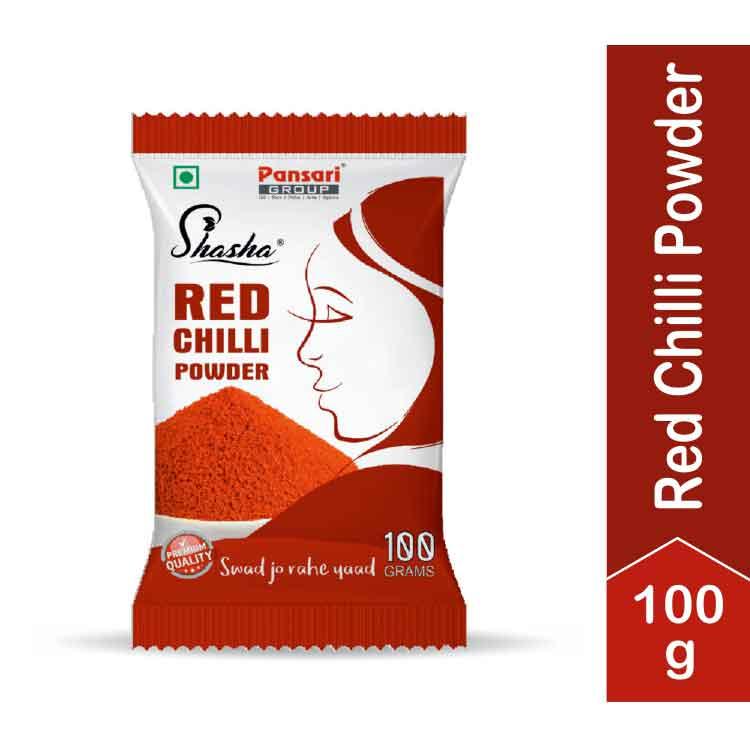 Pansari®
GROUP
Shasha®
RED
CHILLI
POWDER
PREMIUM
QUALITY
Swad jo rahe yaad
100
GRAMS
Red Chilli Powder
100
g